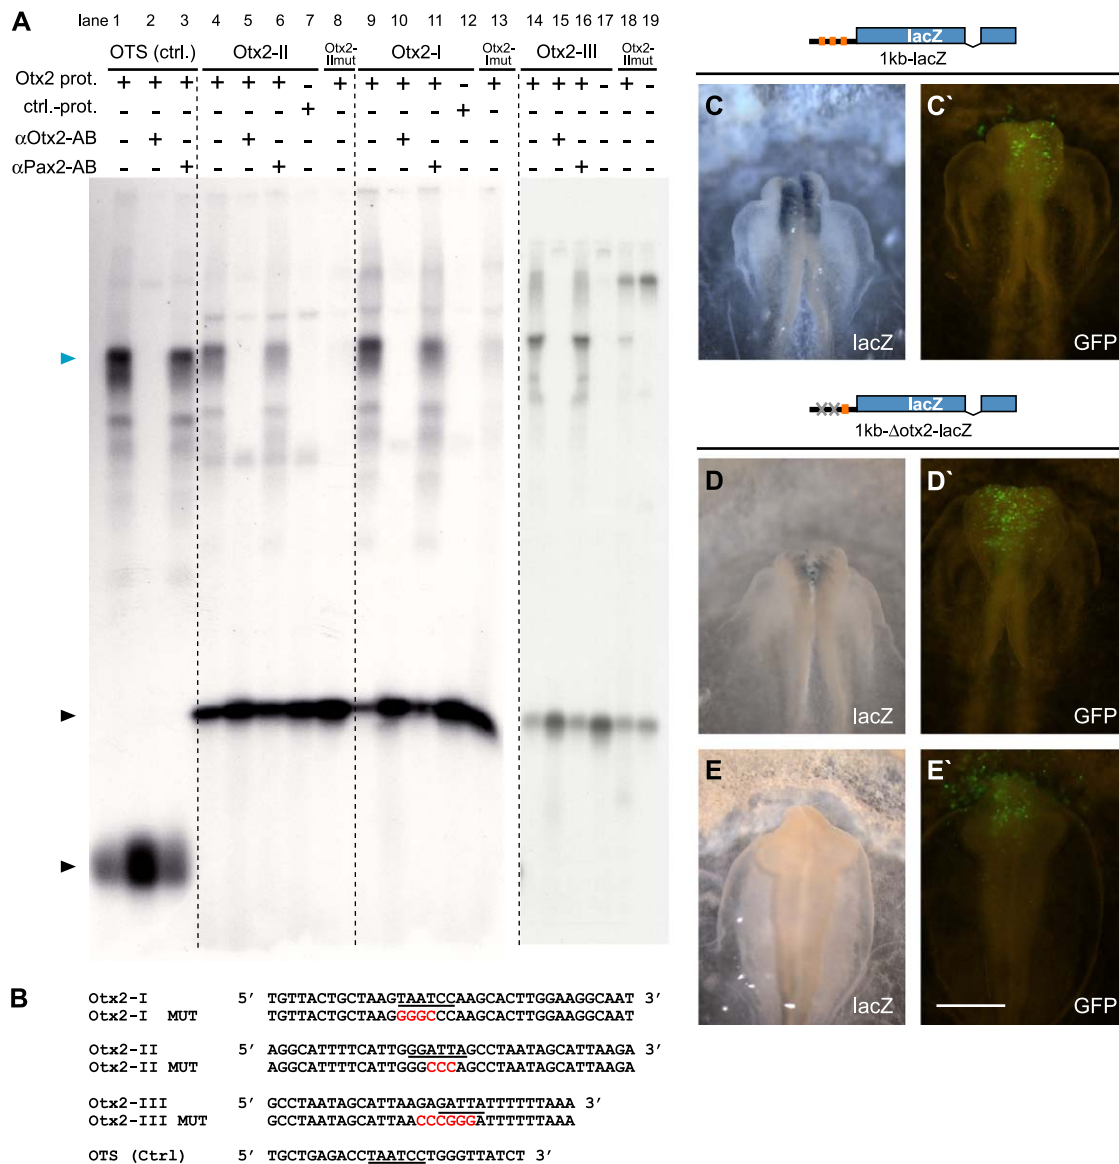 A
lane 1 2 3 4 5 6 7 8 9 10 11 12 13 14 15 16 17 18 19
OTS (ctrl.) Otx2-II Otx2-IImut Otx2-I Otx2-Imut Otx2-III Otx2-IImut
Otx2 prot. + - + + + + - + + + + - + + + + - + -
ctrl.-prot. - - - - - - + - - - - + - - - - - - -
αOtx2-AB - + - - + - - - - + - - - - + - - - -
αPax2-AB - - + - - + - - - - + - - - - + - - -
B
Otx2-I 5′ TGTTACTGCTAAGTAATCCAAGCACTTGGAAGGCAAT 3′
Otx2-I MUT TGTTACTGCTAAGGGGCCCAAGCACTTGGAAGGCAAT
Otx2-II 5′ AGGCATTTTCATTGGGATTAGCCTAATAGCATTAAGA 3′
Otx2-II MUT AGGCATTTTCATTGGGCCCAGCCTAATAGCATTAAGA
Otx2-III 5′ GCCTAATAGCATTAAGAGATTATTTTTTAAA 3′
Otx2-III MUT GCCTAATAGCATTAACCCGGGATTTTTTAAA
OTS (Ctrl) 5′ TGCTGAGACCTAATCCTGGGTTATCT 3′
lacZ
1kb-lacZ
C lacZ
C` GFP
lacZ
1kb-Δotx2-lacZ
D lacZ
D` GFP
E lacZ
E` GFP